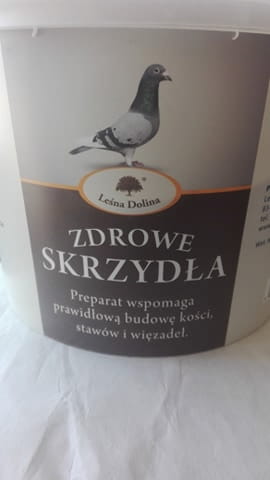 Leśna Dolina
ZDROWE
SKRZYDŁA
Preparat wspomaga
prawidłową budowę kości,
stawów i więzadeł.